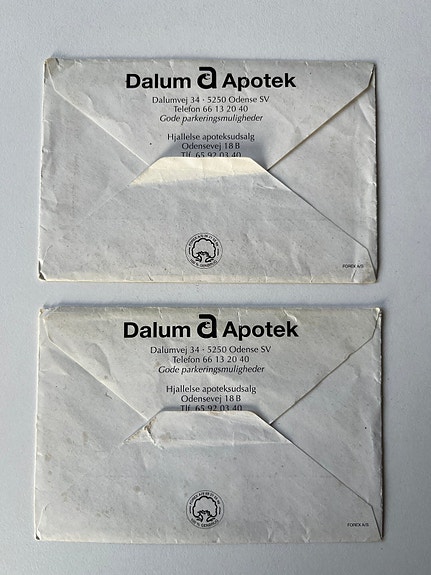 Dalum a Apotek
Dalumvej 34 · 5250 Odense SV
Telefon 66 13 20 40
Gode parkeringsmuligheder
Hjallelse apoteksudsalg
Odensevej 18 B
Tlf. 65 92 03 40
FOREX A/S
Dalum a Apotek
Dalumvej 34 · 5250 Odense SV
Telefon 66 13 20 40
Gode parkeringsmuligheder
Hjallelse apoteksudsalg
Odensevej 18 B
Tlf. 65 92 03 40
FOREX A/S